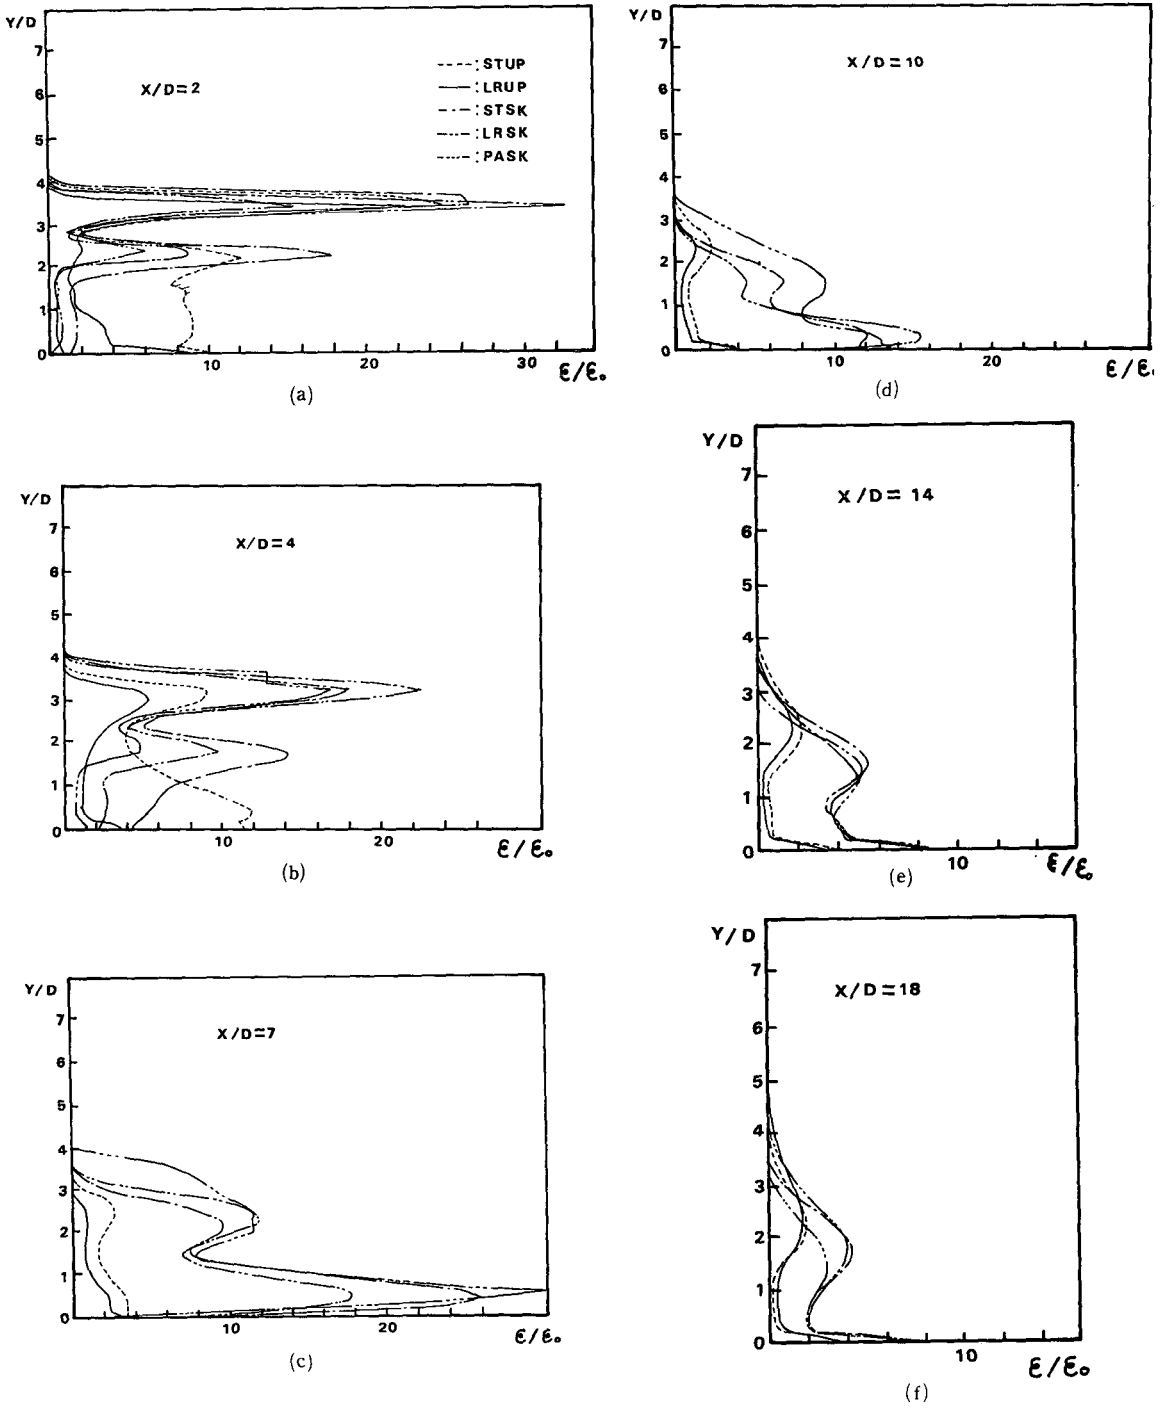 Y/D
7
6
5
4
3
2
1
0
X/D=2
-----:STUP
———:LRUP
—·—:STSK
—··—:LRSK
—···—:PASK
10
20
30
ε/ε₀
(a)
Y/D
7
6
5
4
3
2
1
0
X/D=4
10
20
ε/ε₀
(b)
Y/D
7
6
5
4
3
2
1
0
X/D=7
10
20
ε/ε₀
(c)
Y/D
7
6
5
4
3
2
1
0
X/D=10
10
20
ε/ε₀
(d)
Y/D
7
6
5
4
3
2
1
0
X/D=14
10
ε/ε₀
(e)
Y/D
7
6
5
4
3
2
1
0
X/D=18
10
ε/ε₀
(f)